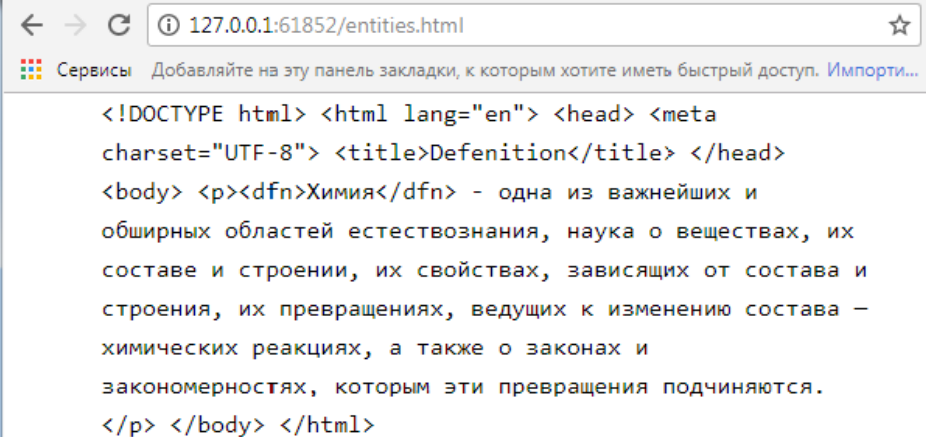 127.0.0.1:61852/entities.html
Сервисы Добавляйте на эту панель закладки, к которым хотите иметь быстрый доступ. Импорти...
<!DOCTYPE html> <html lang="en"> <head> <meta
charset="UTF-8"> <title>Defenition</title> </head>
<body> <p><dfn>Химия</dfn> - одна из важнейших и
обширных областей естествознания, наука о веществах, их
составе и строении, их свойствах, зависящих от состава и
строения, их превращениях, ведущих к изменению состава —
химических реакциях, а также о законах и
закономерностях, которым эти превращения подчиняются.
</p> </body> </html>